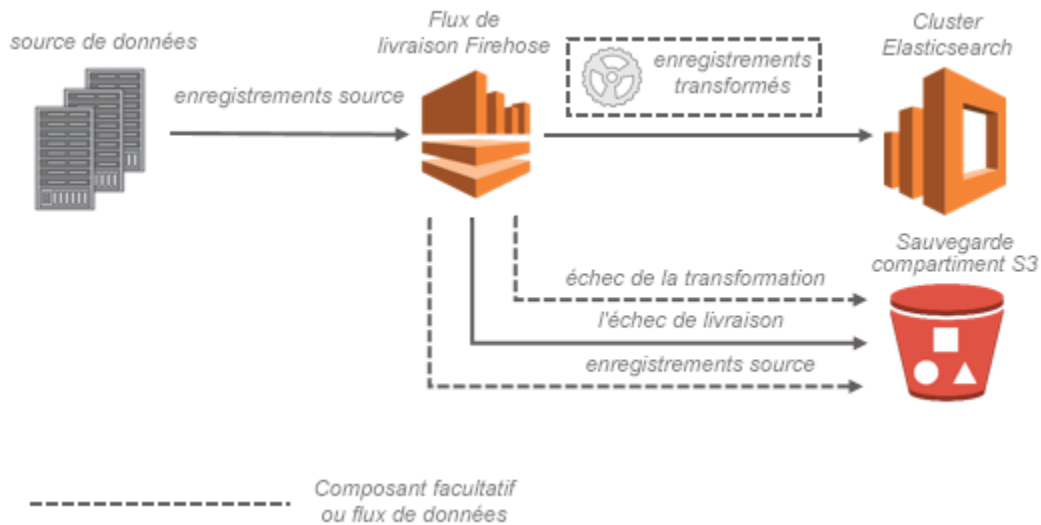 source de données
Flux de
livraison Firehose
Cluster
Elasticsearch
enregistrements source
enregistrements
transformés
Sauvegarde
compartiment S3
échec de la transformation
l'échec de livraison
enregistrements source
Composant facultatif
ou flux de données